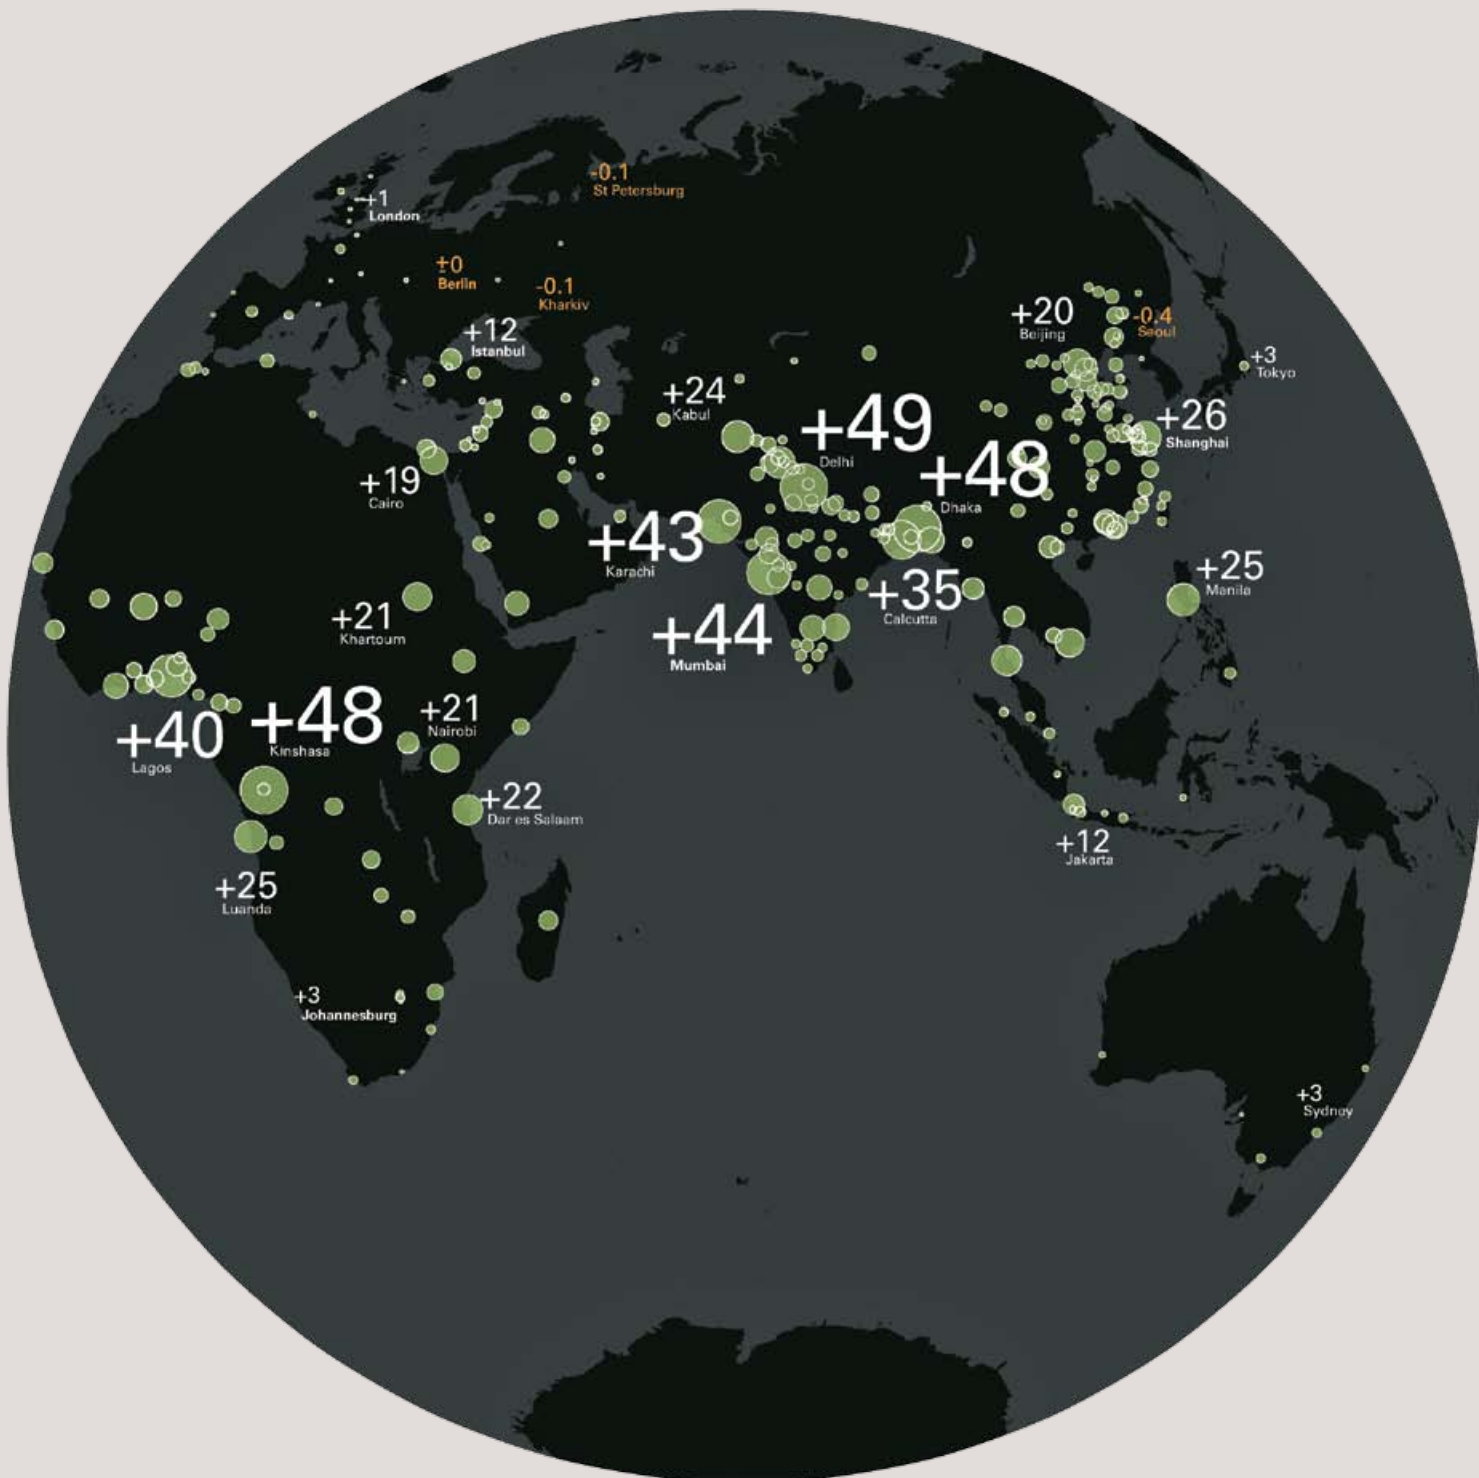 -0.1
St Petersburg
+1
London
±0
Berlin
-0.1
Kharkiv
+12
Istanbul
+20
Beijing
-0.4
Seoul
+3
Tokyo
+24
Kabul
+49
Delhi
+26
Shanghai
+48
Dhaka
+19
Cairo
+43
Karachi
+25
Manila
+35
Calcutta
+21
Khartoum
+44
Mumbai
+40
Lagos
+48
Kinshasa
+21
Nairobi
+22
Dar es Salaam
+12
Jakarta
+25
Luanda
+3
Johannesburg
+3
Sydney